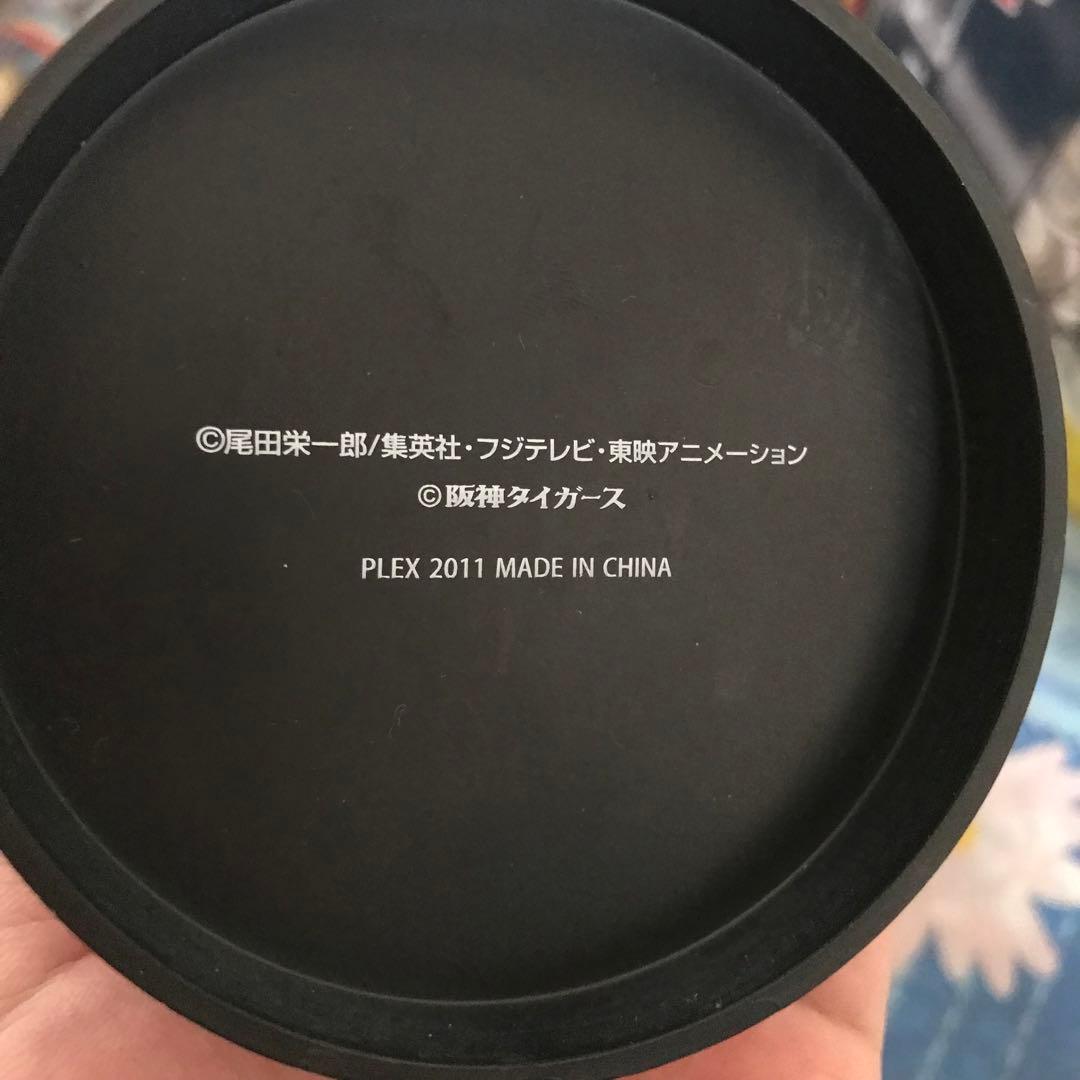 ©尾田栄一郎/集英社・フジテレビ・東映アニメーション
©阪神タイガース
PLEX 2011 MADE IN CHINA